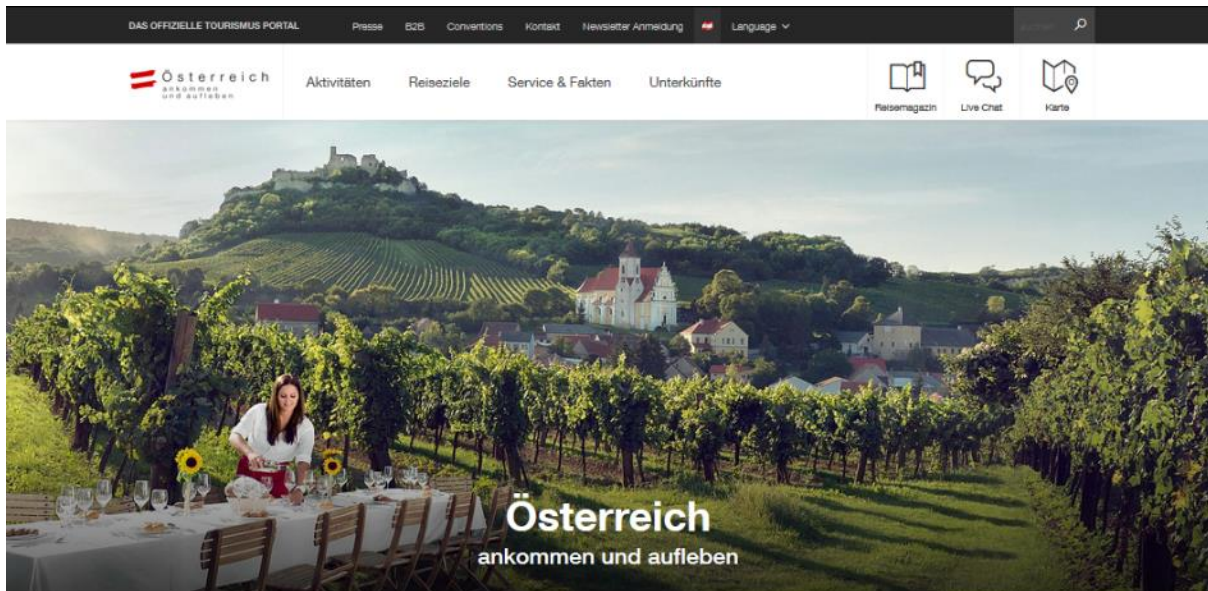 DAS OFFIZIELLE TOURISMUS PORTAL Presse B2B Conventions Kontakt Newsletter Anmeldung Language
Österreich
ankommen
und aufleben
Aktivitäten Reiseziele Service & Fakten Unterkünfte
Reisemagazin Live Chat Karte
Österreich
ankommen und aufleben